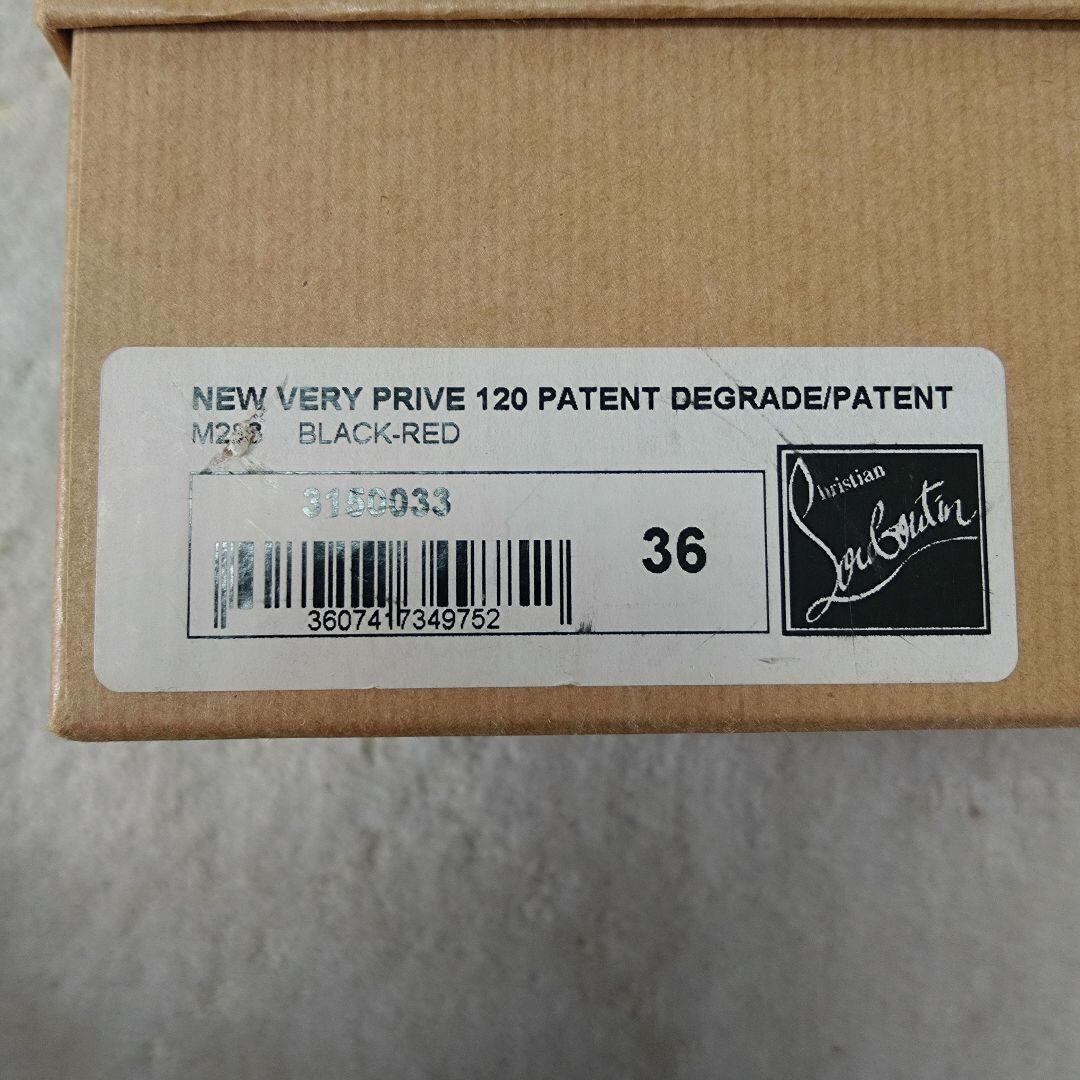 NEW VERY PRIVE 120 PATENT DEGRADE/PATENT
BLACK-RED
3150033
36
3607417349752
Christian
Louboutin